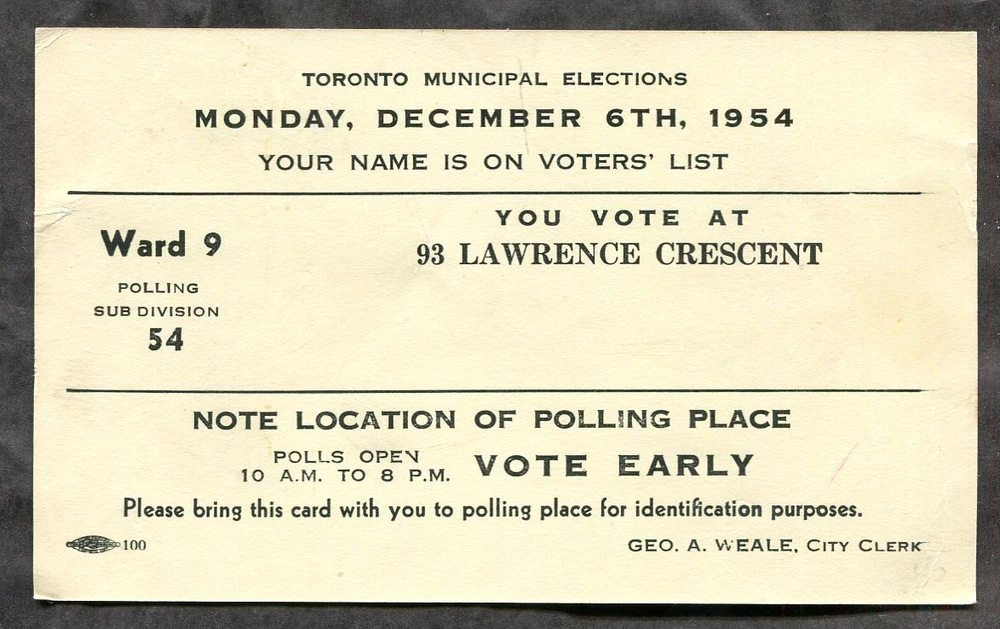 TORONTO MUNICIPAL ELECTIONS
MONDAY, DECEMBER 6TH, 1954
YOUR NAME IS ON VOTERS' LIST
Ward 9
POLLING
SUB DIVISION
54
YOU VOTE AT
93 LAWRENCE CRESCENT
NOTE LOCATION OF POLLING PLACE
POLLS OPEN
10 A.M. TO 8 P.M.
VOTE EARLY
Please bring this card with you to polling place for identification purposes.
100
GEO. A. WEALE, CITY CLERK